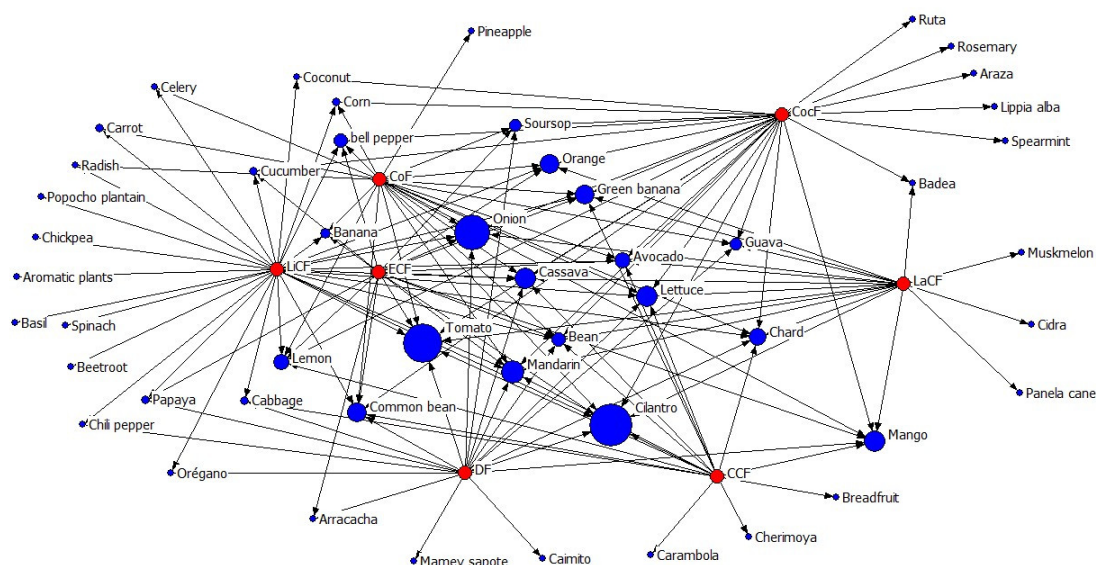 Pineapple
Ruta
Rosemary
Araza
Lippia alba
Spearmint
Coconut
Celery
Corn
CocF
Carrot
bell pepper
Soursop
Radish
Cucumber
CoF
Orange
Badea
Popocho plantain
Green banana
Onion
Chickpea
Banana
Guava
Muskmelon
LiCF
ECF
Cassava
Avocado
Aromatic plants
Lettuce
LaCF
Basil
Spinach
Tomato
Bean
Chard
Cidra
Beetroot
Lemon
Mandarin
Panela cane
Papaya
Cabbage
Common bean
Cilantro
Chili pepper
Mango
Orégano
DF
CCF
Breadfruit
Arracacha
Cherimoya
Mamey sapote
Caimito
Carambola